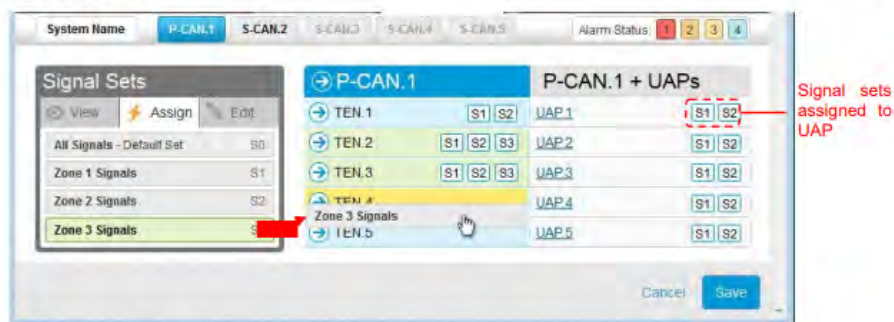 System Name P-CAN.1 S-CAN.2 S-CAN.3 S-CAN.4 S-CAN.5 Alarm Status: 1 2 3 4
Signal Sets
View Assign Edit
All Signals - Default Set S0
Zone 1 Signals S1
Zone 2 Signals S2
Zone 3 Signals
P-CAN.1 P-CAN.1 + UAPs
TEN.1 S1 S2 UAP.1 S1 S2
TEN.2 S1 S2 S3 UAP.2 S1 S2
TEN.3 S1 S2 S3 UAP.3 S1 S2
TEN.4 UAP.4 S1 S2
Zone 3 Signals
TEN.5 UAP.5 S1 S2
Cancel Save
Signal sets
assigned to
UAP